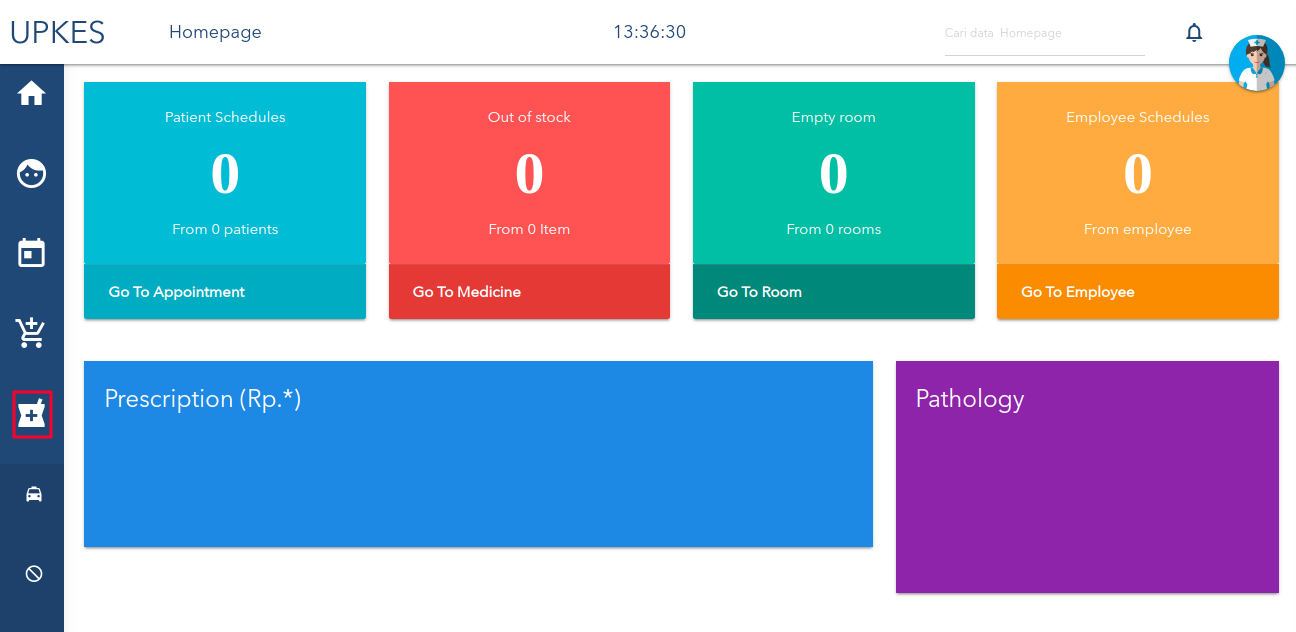 UPKES
Homepage
13:36:30
Cari data Homepage
Patient Schedules
0
From 0 patients
Go To Appointment
Out of stock
0
From 0 Item
Go To Medicine
Empty room
0
From 0 rooms
Go To Room
Employee Schedules
0
From employee
Go To Employee
Prescription (Rp.*)
Pathology